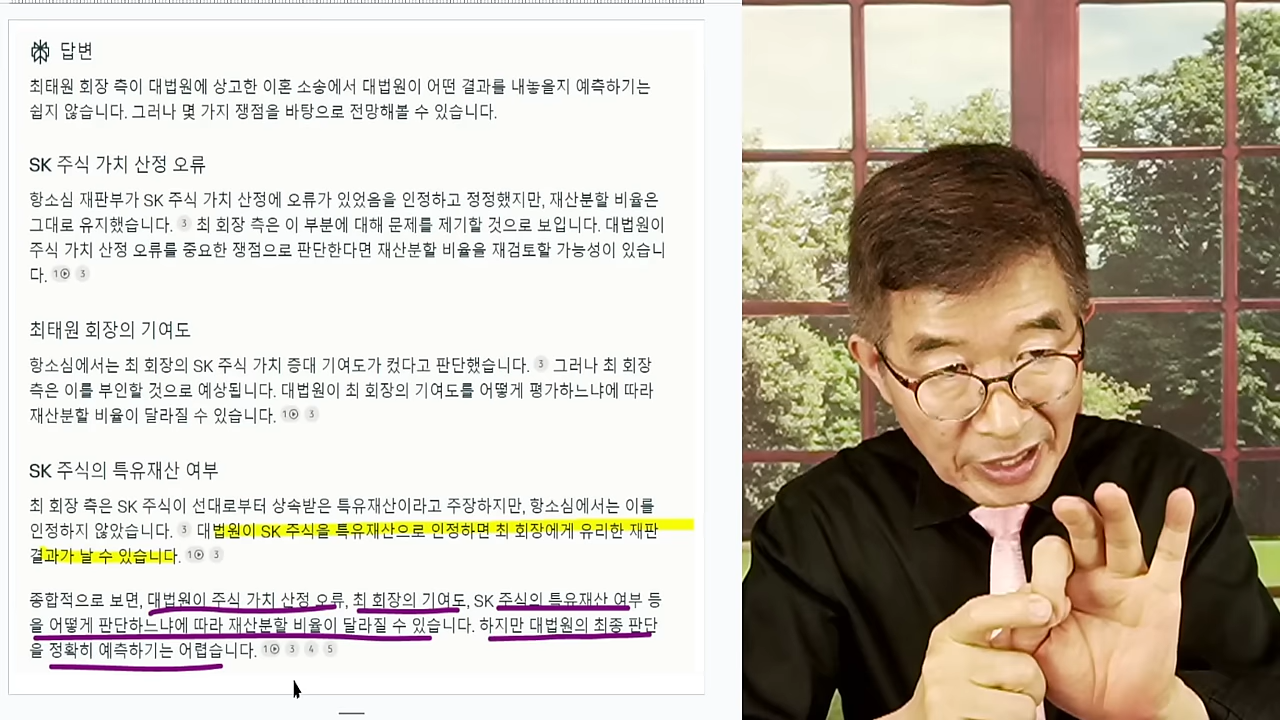 답변
최태원 회장 측이 대법원에 상고한 이혼 소송에서 대법원이 어떤 결과를 내놓을지 예측하기는
쉽지 않습니다. 그러나 몇 가지 쟁점을 바탕으로 전망해볼 수 있습니다.
SK 주식 가치 산정 오류
항소심 재판부가 SK 주식 가치 산정에 오류가 있었음을 인정하고 정정했지만, 재산분할 비율은
그대로 유지했습니다. 3 최 회장 측은 이 부분에 대해 문제를 제기할 것으로 보입니다. 대법원이
주식 가치 산정 오류를 중요한 쟁점으로 판단한다면 재산분할 비율을 재검토할 가능성이 있습니
다. 1 3
최태원 회장의 기여도
항소심에서는 최 회장의 SK 주식 가치 증대 기여도가 컸다고 판단했습니다. 3 그러나 최 회장
측은 이를 부인할 것으로 예상됩니다. 대법원이 최 회장의 기여도를 어떻게 평가하느냐에 따라
재산분할 비율이 달라질 수 있습니다. 1 3
SK 주식의 특유재산 여부
최 회장 측은 SK 주식이 선대로부터 상속받은 특유재산이라고 주장하지만, 항소심에서는 이를
인정하지 않았습니다. 3 대법원이 SK 주식을 특유재산으로 인정하면 최 회장에게 유리한 재판
결과가 날 수 있습니다. 1 3
종합적으로 보면, 대법원이 주식 가치 산정 오류, 최 회장의 기여도, SK 주식의 특유재산 여부 등
을 어떻게 판단하느냐에 따라 재산분할 비율이 달라질 수 있습니다. 하지만 대법원의 최종 판단
을 정확히 예측하기는 어렵습니다. 1 3 4 5